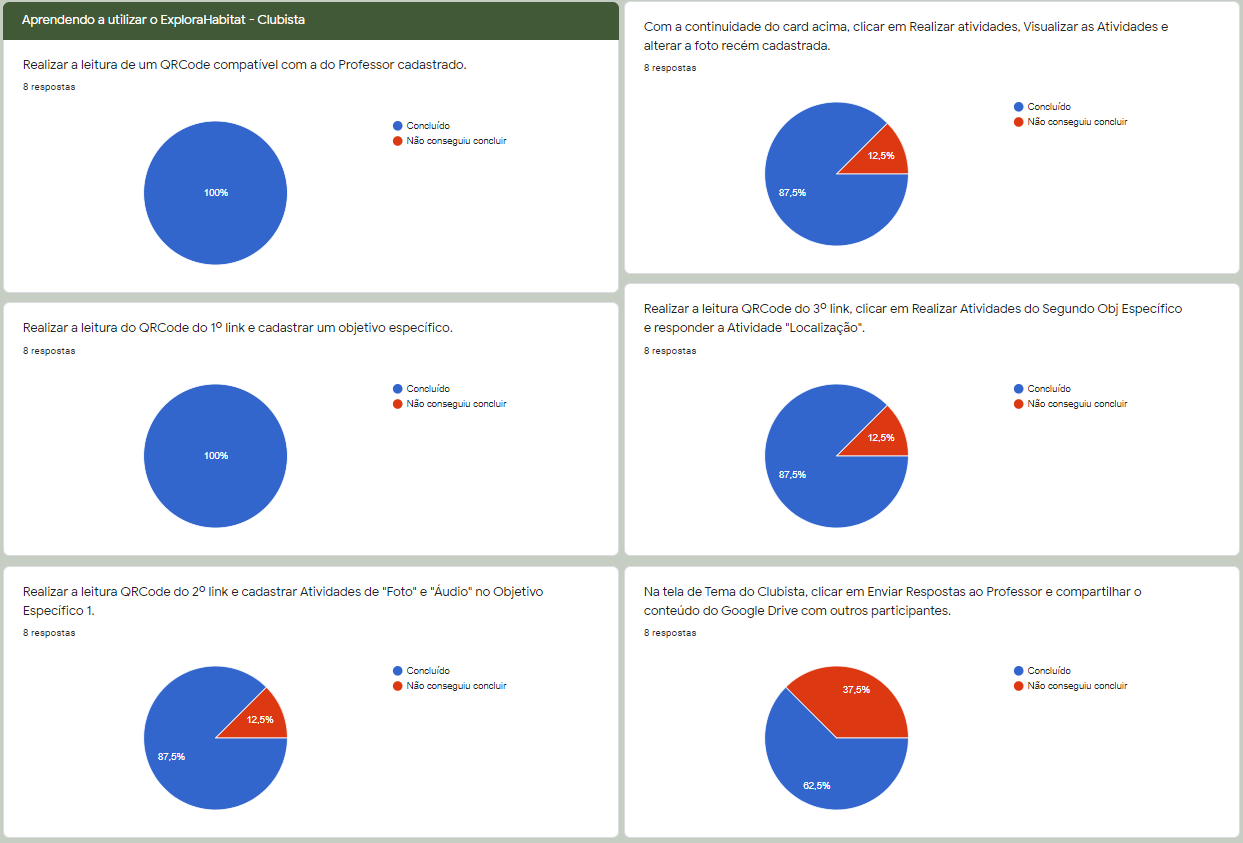 Aprendendo a utilizar o ExploraHabitat - Clubista
Realizar a leitura de um QRCode compatível com a do Professor cadastrado.
8 respostas
Concluído
Não conseguiu concluir
100%
Realizar a leitura do QRCode do 1º link e cadastrar um objetivo específico.
8 respostas
Concluído
Não conseguiu concluir
100%
Realizar a leitura QRCode do 2º link e cadastrar Atividades de "Foto" e "Áudio" no Objetivo
Específico 1.
8 respostas
Concluído
Não conseguiu concluir
12,5%
87,5%
Com a continuidade do card acima, clicar em Realizar atividades, Visualizar as Atividades e
alterar a foto recém cadastrada.
8 respostas
Concluído
Não conseguiu concluir
12,5%
87,5%
Realizar a leitura QRCode do 3º link, clicar em Realizar Atividades do Segundo Obj Específico
e responder a Atividade "Localização".
8 respostas
Concluído
Não conseguiu concluir
12,5%
87,5%
Na tela de Tema do Clubista, clicar em Enviar Respostas ao Professor e compartilhar o
conteúdo do Google Drive com outros participantes.
8 respostas
Concluído
Não conseguiu concluir
37,5%
62,5%